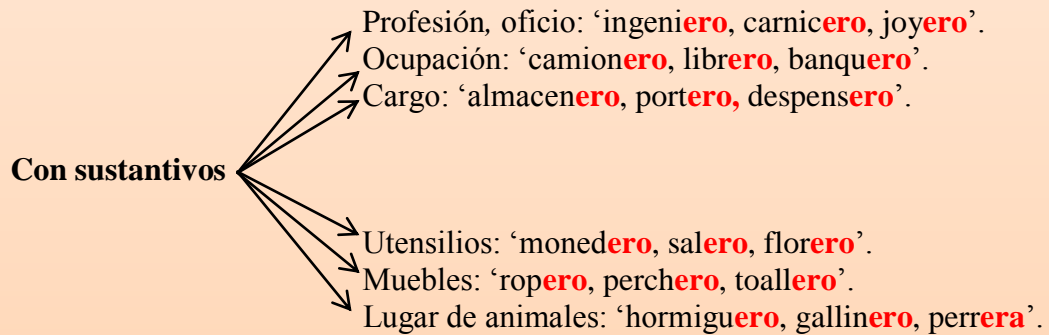 Profesión, oficio: ‘ingeniero, carnicero, joyero’.
Ocupación: ‘camionero, librero, banquero’.
Cargo: ‘almacenero, portero, despensero’.
Con sustantivos
Utensilios: ‘monedero, salero, florero’.
Muebles: ‘ropero, perchero, toallero’.
Lugar de animales: ‘hormiguero, gallinero, perrera’.